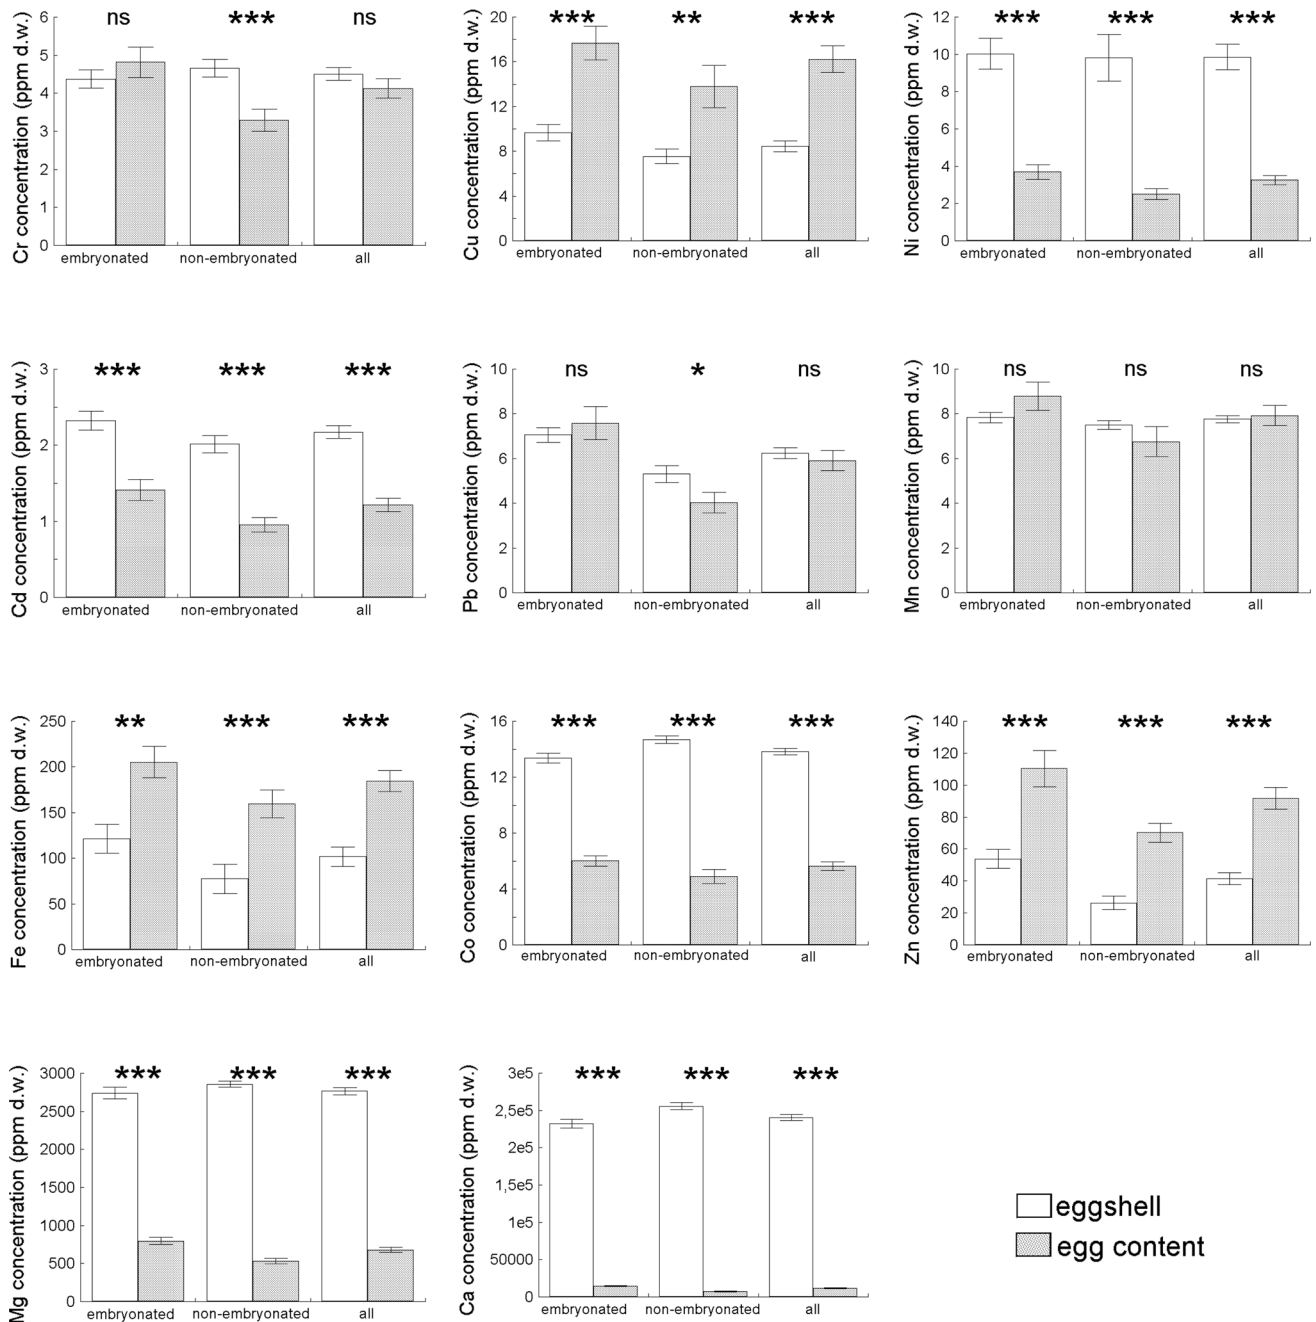 Cr concentration (ppm d.w.)
ns *** ns
6
5
4
3
2
1
0
embryonated non-embryonated all
Cu concentration (ppm d.w.)
*** ** ***
20
16
12
8
4
0
embryonated non-embryonated all
Ni concentration (ppm d.w.)
*** *** ***
12
10
8
6
4
2
0
embryonated non-embryonated all
Cd concentration (ppm d.w.)
*** *** ***
3
2
1
0
embryonated non-embryonated all
Pb concentration (ppm d.w.)
ns * ns
10
8
6
4
2
0
embryonated non-embryonated all
Mn concentration (ppm d.w.)
ns ns ns
10
8
6
4
2
0
embryonated non-embryonated all
Fe concentration (ppm d.w.)
** *** ***
250
200
150
100
50
0
embryonated non-embryonated all
Co concentration (ppm d.w.)
*** *** ***
16
12
8
4
0
embryonated non-embryonated all
Zn concentration (ppm d.w.)
*** *** ***
140
120
100
80
60
40
20
0
embryonated non-embryonated all
Mg concentration (ppm d.w.)
*** *** ***
3000
2500
2000
1500
1000
500
0
embryonated non-embryonated all
Ca concentration (ppm d.w.)
*** *** ***
3e5
2,5e5
2e5
1,5e5
1e5
50000
0
embryonated non-embryonated all
eggshell
egg content